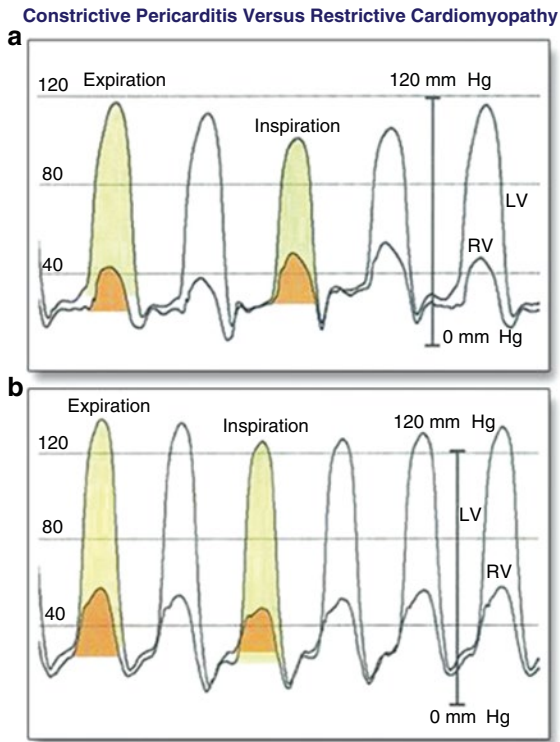 Constrictive Pericarditis Versus Restrictive Cardiomyopathy
a
120
Expiration
120 mm Hg
Inspiration
80
LV
RV
40
0 mm Hg
b
Expiration
120
Inspiration
120 mm Hg
LV
80
RV
40
0 mm Hg